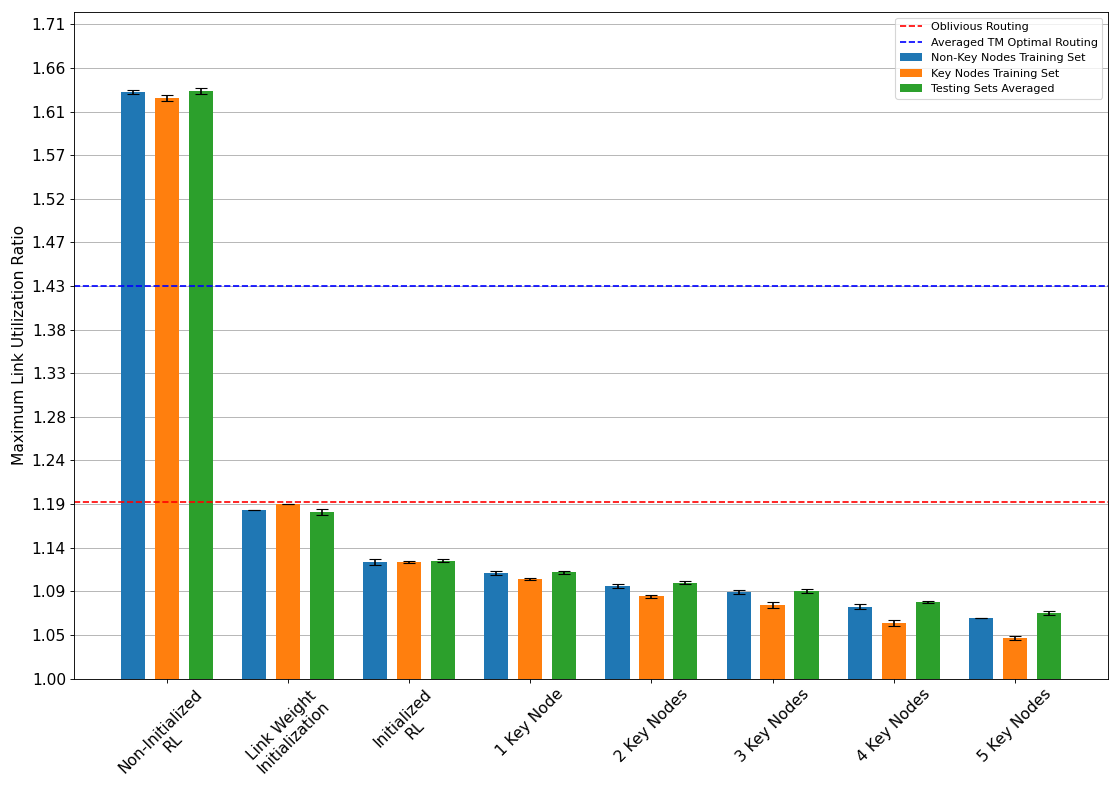 Maximum Link Utilization Ratio
1.71
1.66
1.61
1.57
1.52
1.47
1.43
1.38
1.33
1.28
1.24
1.19
1.14
1.09
1.05
1.00
Oblivious Routing
Averaged TM Optimal Routing
Non-Key Nodes Training Set
Key Nodes Training Set
Testing Sets Averaged
Non-Initialized
RL
Link Weight
Initialization
Initialized
RL
1 Key Node
2 Key Nodes
3 Key Nodes
4 Key Nodes
5 Key Nodes